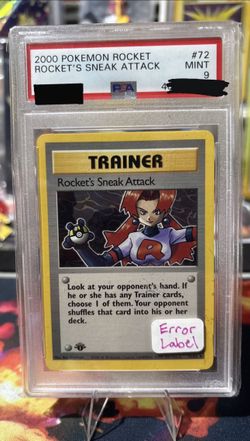 2000 POKEMON ROCKET #72
ROCKET'S SNEAK ATTACK MINT
PSA 9
TRAINER
Rocket's Sneak Attack
R
Look at your opponent's hand. If
he or she has any Trainer cards,
choose 1 of them. Your opponent
shuffles that card into his or her
deck.
Error
Label